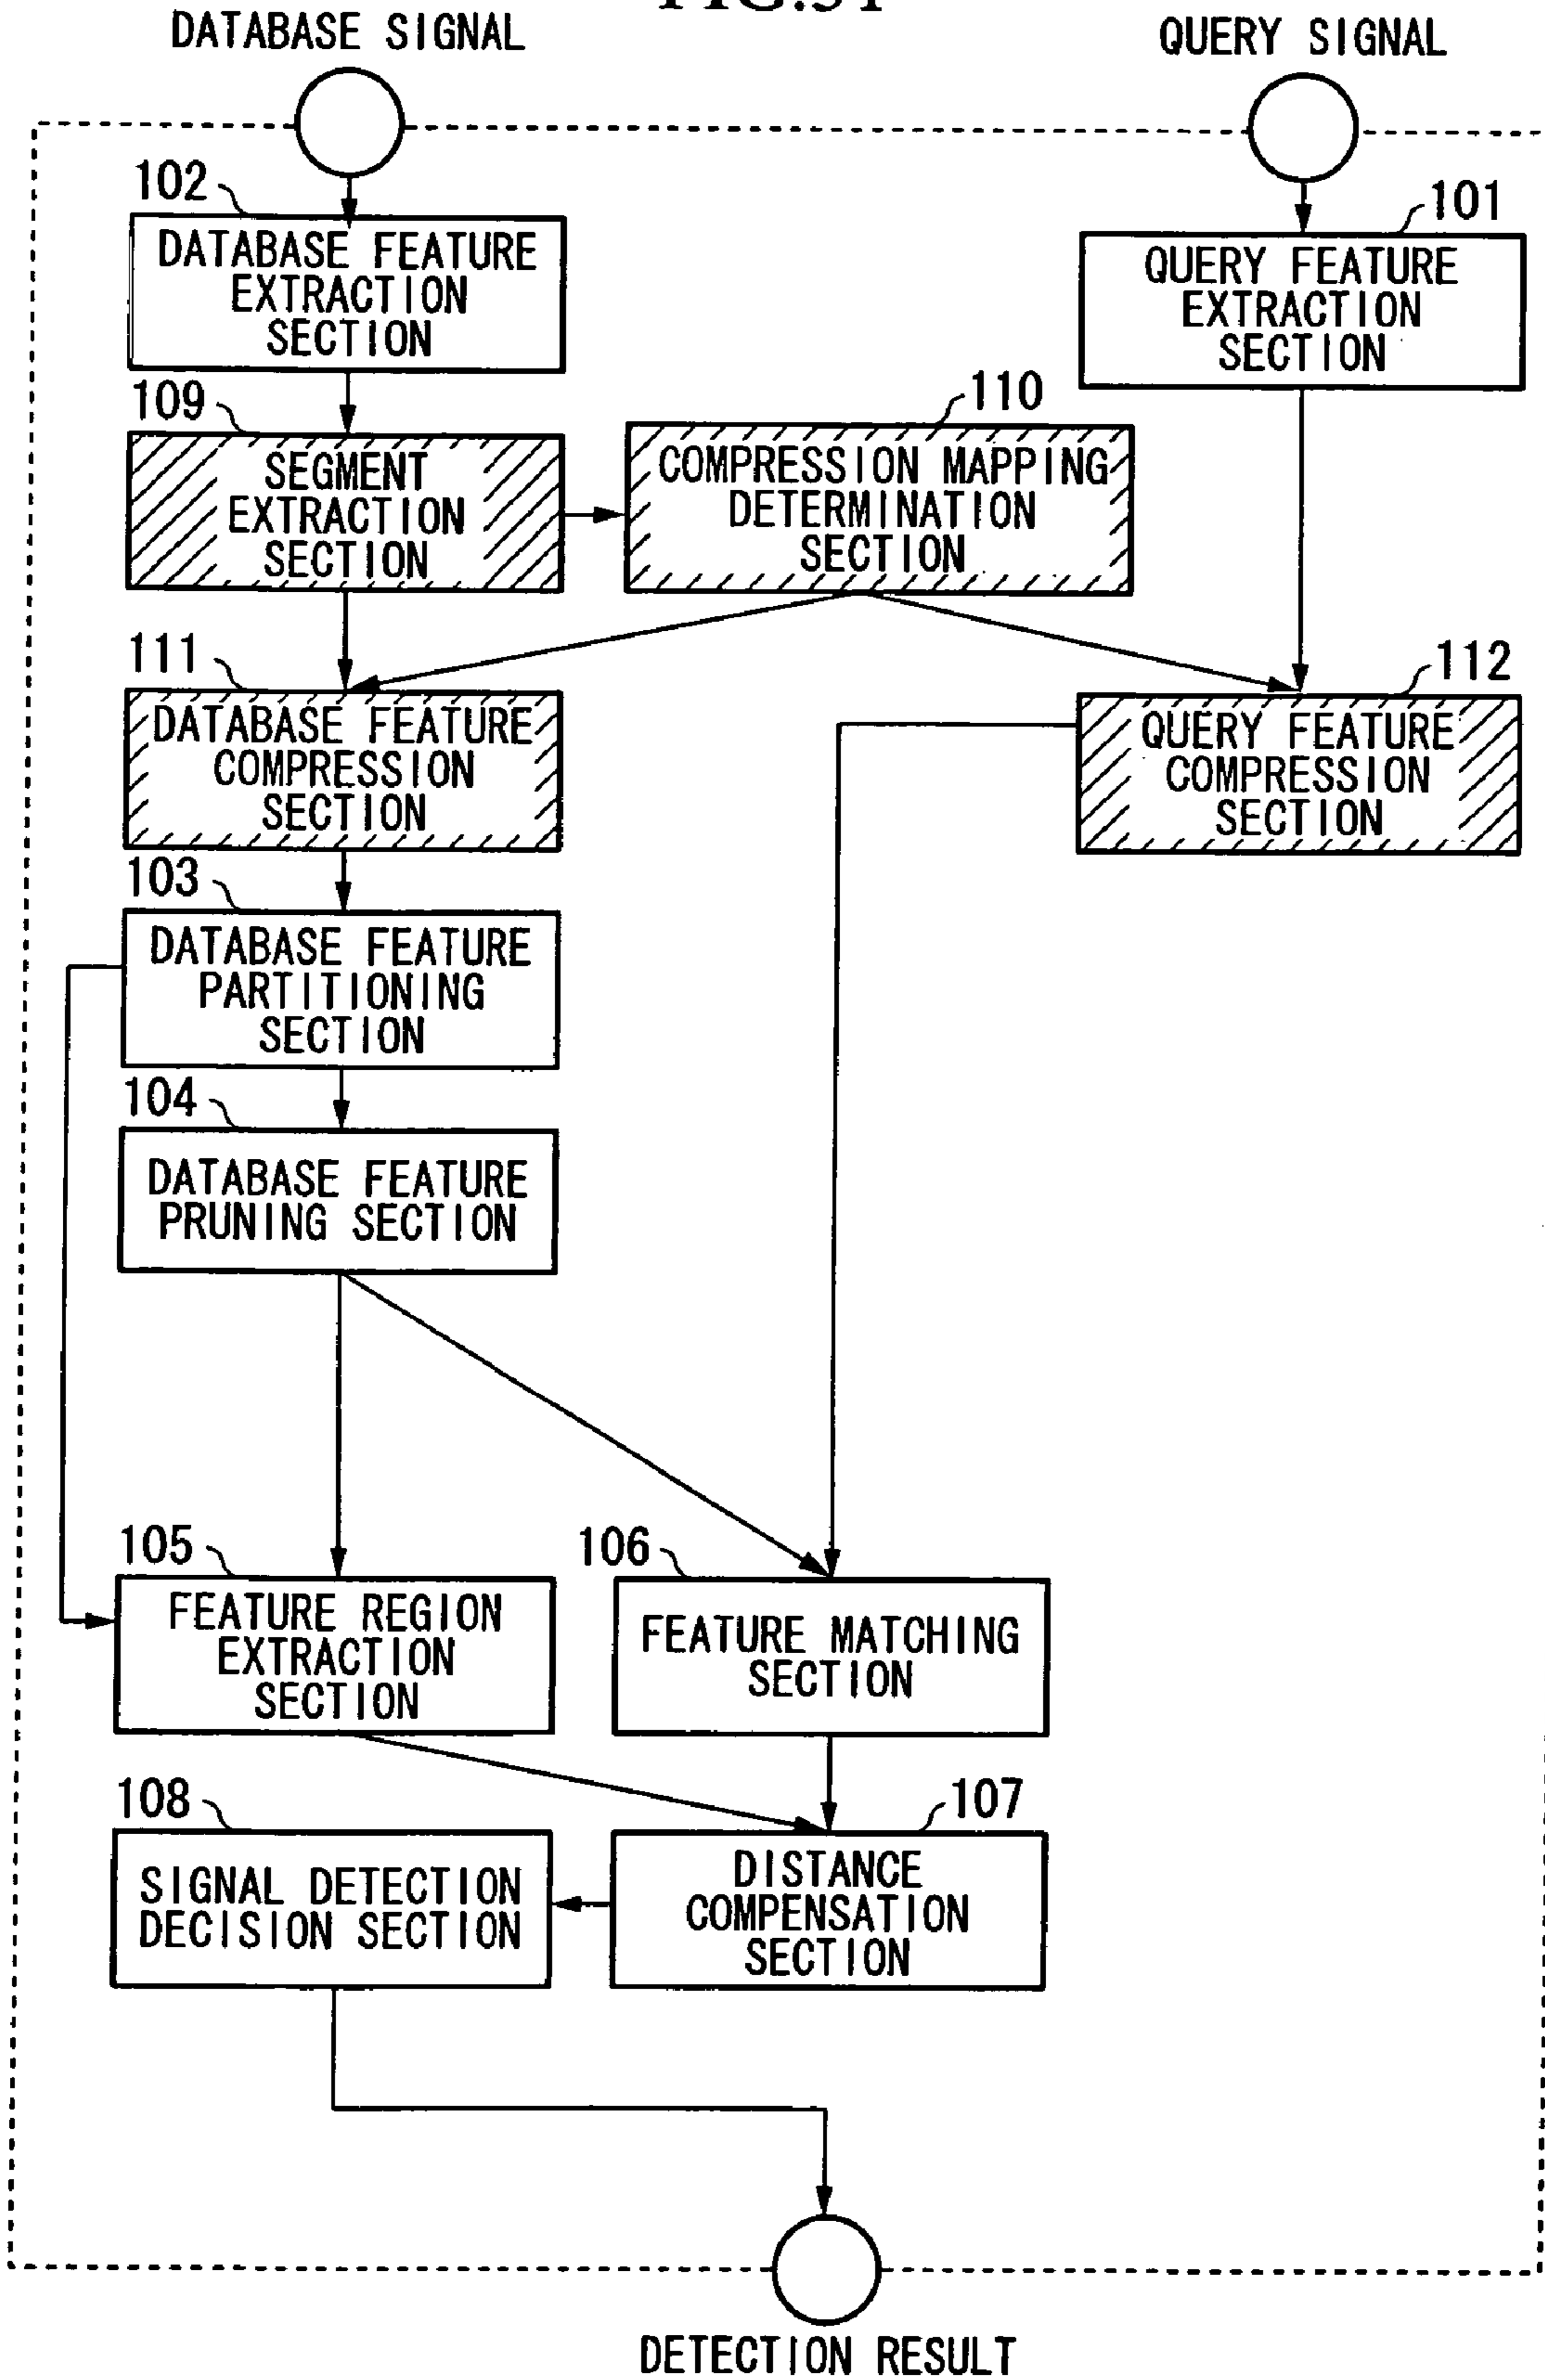 DATABASE SIGNAL
QUERY SIGNAL
102
DATABASE FEATURE
EXTRACTION
SECTION
101
QUERY FEATURE
EXTRACTION
SECTION
109
SEGMENT
EXTRACTION
SECTION
110
COMPRESSION MAPPING
DETERMINATION
SECTION
111
DATABASE FEATURE
COMPRESSION
SECTION
112
QUERY FEATURE
COMPRESSION
SECTION
103
DATABASE FEATURE
PARTITIONING
SECTION
104
DATABASE FEATURE
PRUNING SECTION
105
FEATURE REGION
EXTRACTION
SECTION
106
FEATURE MATCHING
SECTION
108
SIGNAL DETECTION
DECISION SECTION
107
DISTANCE
COMPENSATION
SECTION
DETECTION RESULT